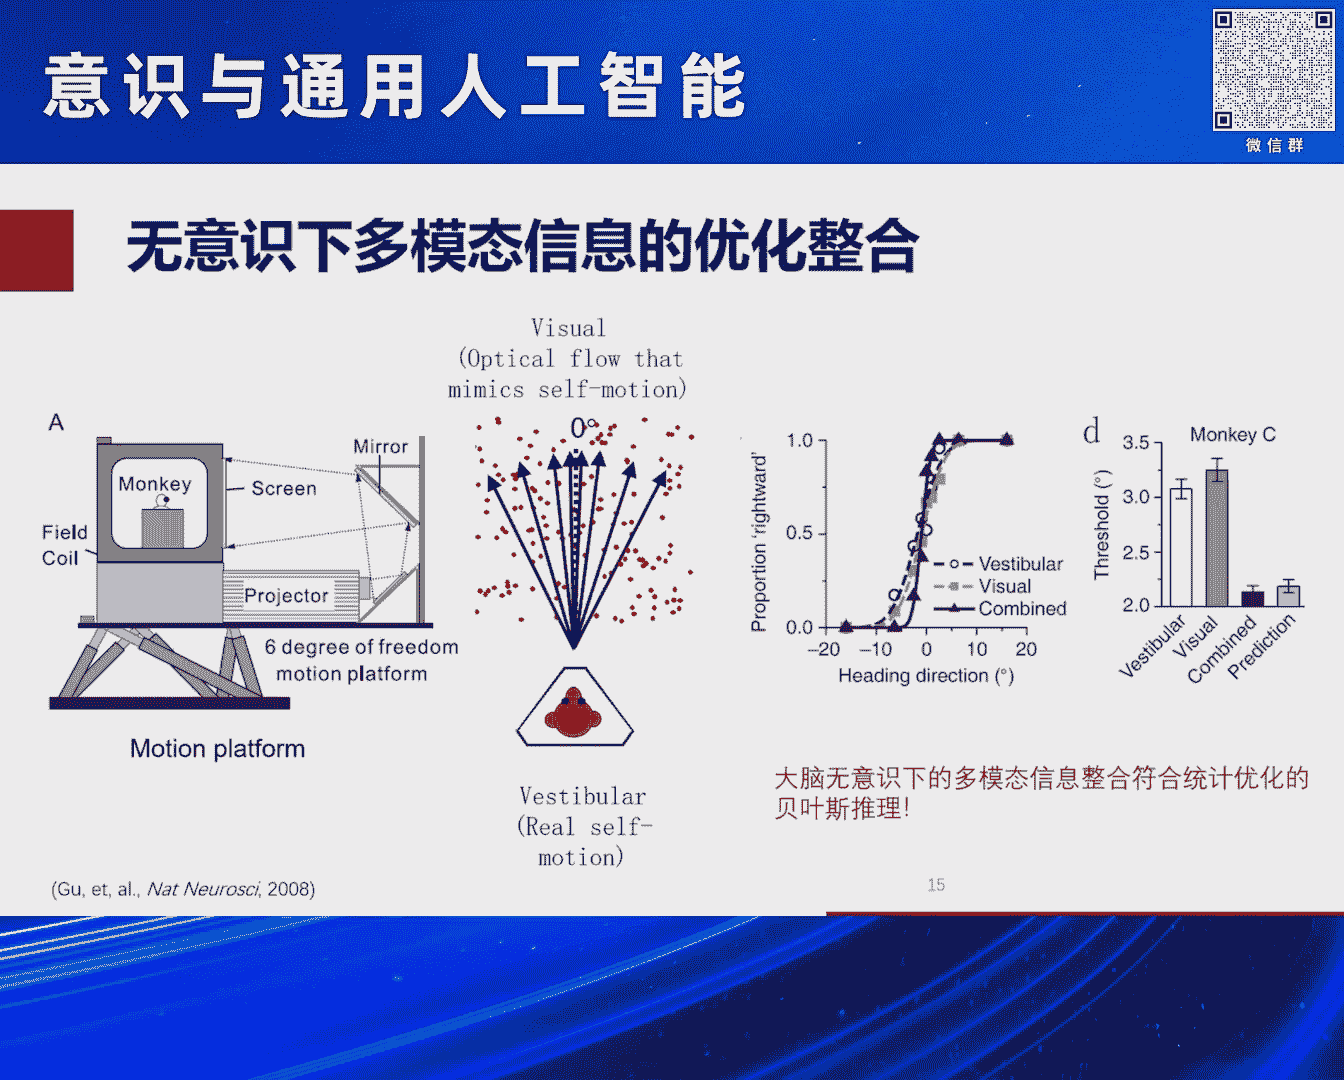 意识与通用人工智能
微信群
无意识下多模态信息的优化整合
Visual
(Optical flow that
mimics self-motion)
A
Mirror
Monkey
Screen
Field
Coil
Projector
6 degree of freedom
motion platform
Motion platform
0°
Vestibular
(Real self-
motion)
1.0
0.5
0.0
Proportion 'rightward'
Vestibular
Visual
Combined
−20
−10
0
10
20
Heading direction (°)
d
Monkey C
3.5
3.0
2.5
2.0
Threshold (°)
Vestibular
Visual
Combined
Prediction
大脑无意识下的多模态信息整合符合统计优化的
贝叶斯推理!
(Gu, et, al., Nat Neurosci, 2008)
15